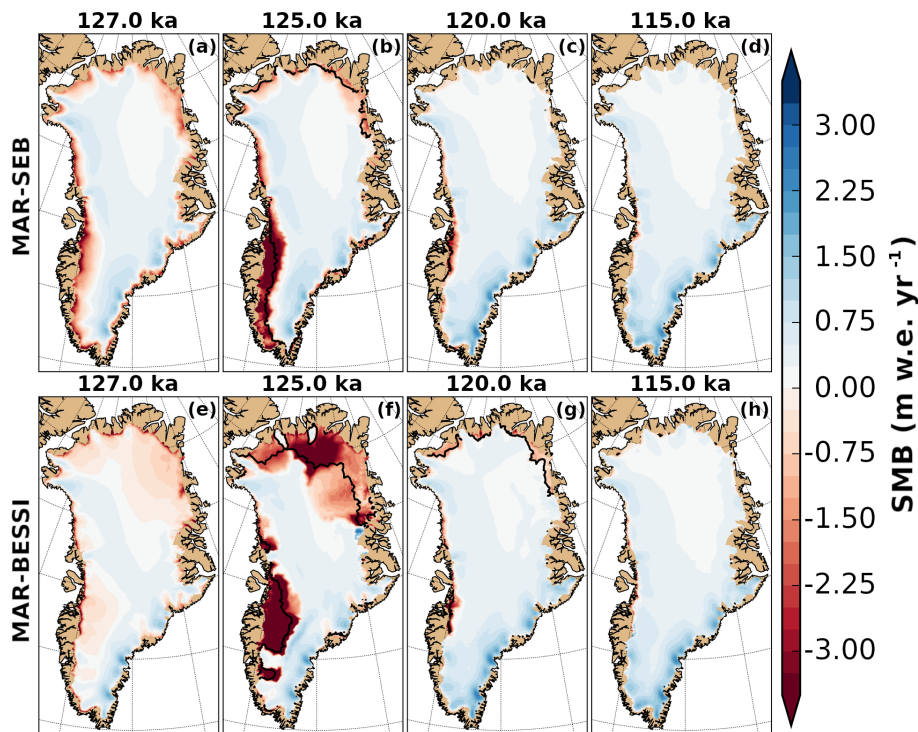 127.0 ka 125.0 ka 120.0 ka 115.0 ka
(a) (b) (c) (d)
MAR-SEB
127.0 ka 125.0 ka 120.0 ka 115.0 ka
(e) (f) (g) (h)
MAR-BESSI
3.00
2.25
1.50
0.75
0.00
-0.75
-1.50
-2.25
-3.00
SMB (m w.e. yr⁻¹)